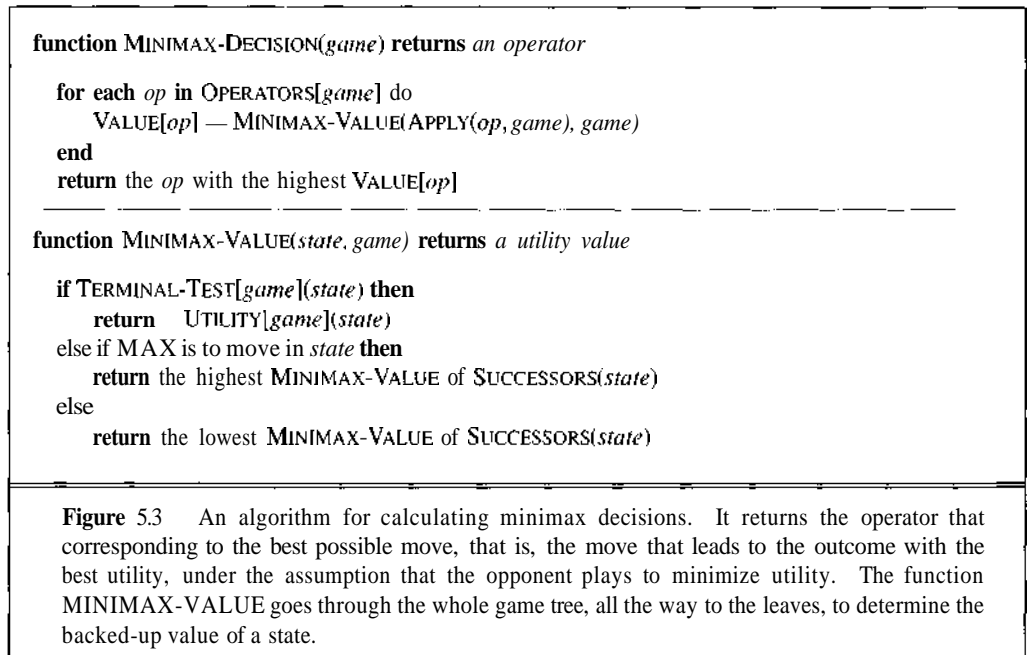 function MINIMAX-DECISION(game) returns an operator
for each op in OPERATORS[game] do
VALUE[op] — MINIMAX-VALUE(APPLY(op, game), game)
end
return the op with the highest VALUE[op]
function MINIMAX-VALUE(state, game) returns a utility value
if TERMINAL-TEST[game](state) then
return UTILITY[game](state)
else if MAX is to move in state then
return the highest MINIMAX-VALUE of SUCCESSORS(state)
else
return the lowest MINIMAX-VALUE of SUCCESSORS(state)
Figure 5.3 An algorithm for calculating minimax decisions. It returns the operator that
corresponding to the best possible move, that is, the move that leads to the outcome with the
best utility, under the assumption that the opponent plays to minimize utility. The function
MINIMAX-VALUE goes through the whole game tree, all the way to the leaves, to determine the
backed-up value of a state.